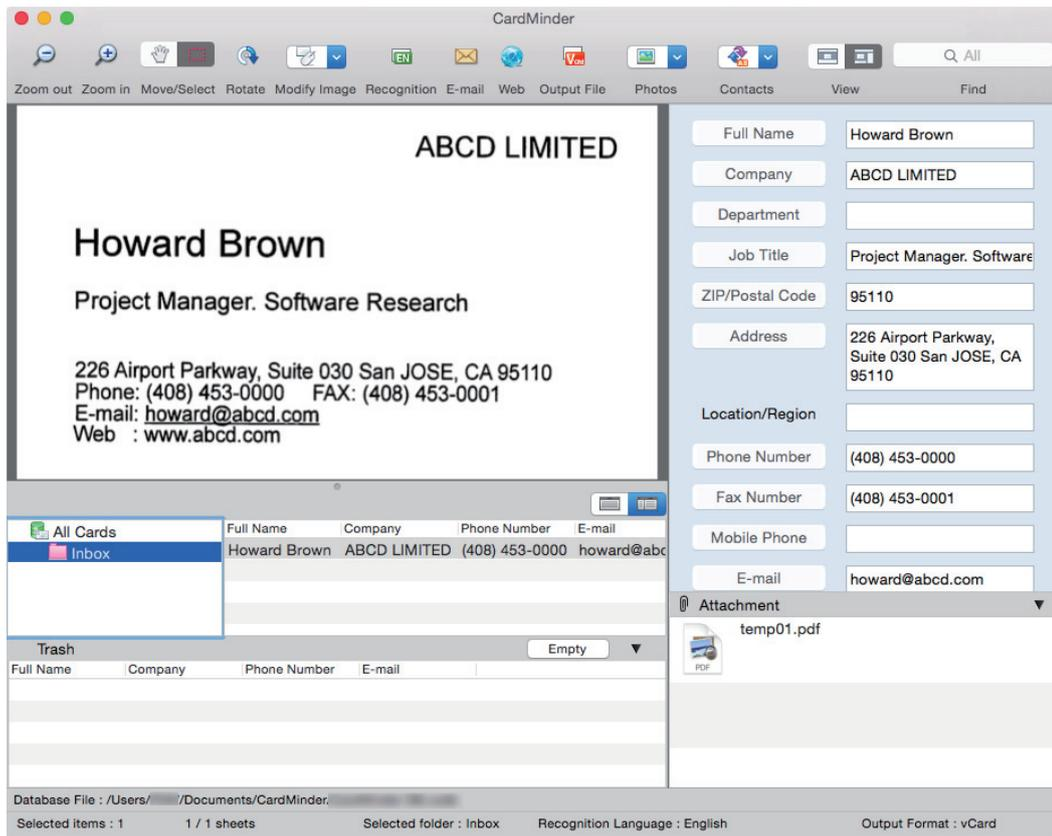 CardMinder
EN
All
Zoom out Zoom in Move/Select Rotate Modify Image Recognition E-mail Web Output File Photos Contacts View Find
ABCD LIMITED
Howard Brown
Project Manager. Software Research
226 Airport Parkway, Suite 030 San JOSE, CA 95110
Phone: (408) 453-0000 FAX: (408) 453-0001
E-mail: howard@abcd.com
Web : www.abcd.com
Full Name Howard Brown
Company ABCD LIMITED
Department
Job Title Project Manager. Software
ZIP/Postal Code 95110
Address 226 Airport Parkway,
Suite 030 San JOSE, CA
95110
Location/Region
Phone Number (408) 453-0000
Fax Number (408) 453-0001
Mobile Phone
E-mail howard@abcd.com
All Cards
Inbox
Full Name Company Phone Number E-mail
Howard Brown ABCD LIMITED (408) 453-0000 howard@abc
Attachment
temp01.pdf
PDF
Trash Empty
Full Name Company Phone Number E-mail
Database File : /Users/ /Documents/CardMinder.
Selected items : 1 1 / 1 sheets Selected folder : Inbox Recognition Language : English Output Format : vCard